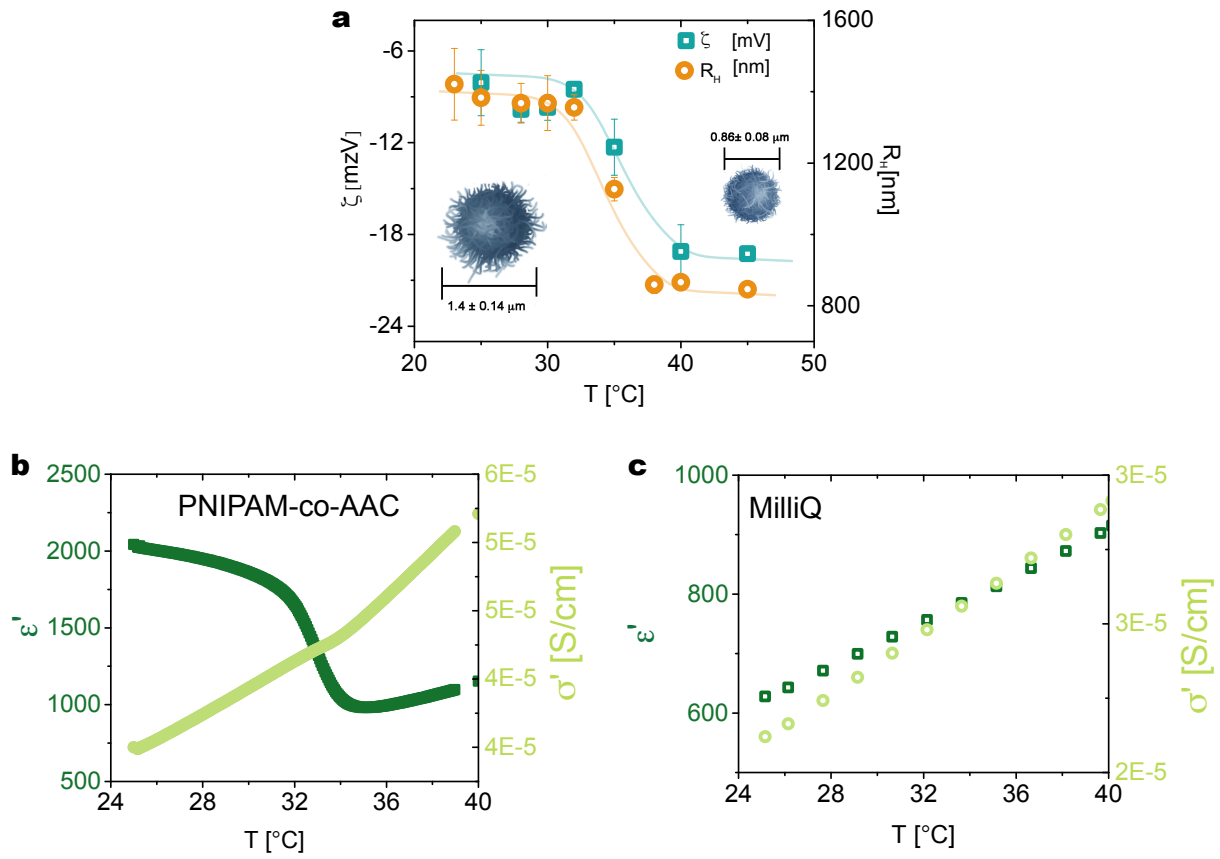 a
1600
-6
ζ [mV]
R_H [nm]
0.86± 0.08 μm
-12
1200
ζ [mzV]
R_H[nm]
-18
1.4 ± 0.14 μm
800
-24
20 30 40 50
T [°C]
b
2500
6E-5
PNIPAM-co-AAC
2000
5E-5
1500
5E-5
ε'
σ' [S/cm]
1000
4E-5
500
4E-5
24 28 32 36 40
T [°C]
c
1000
3E-5
MilliQ
800
3E-5
ε'
σ' [S/cm]
600
2E-5
24 28 32 36 40
T [°C]